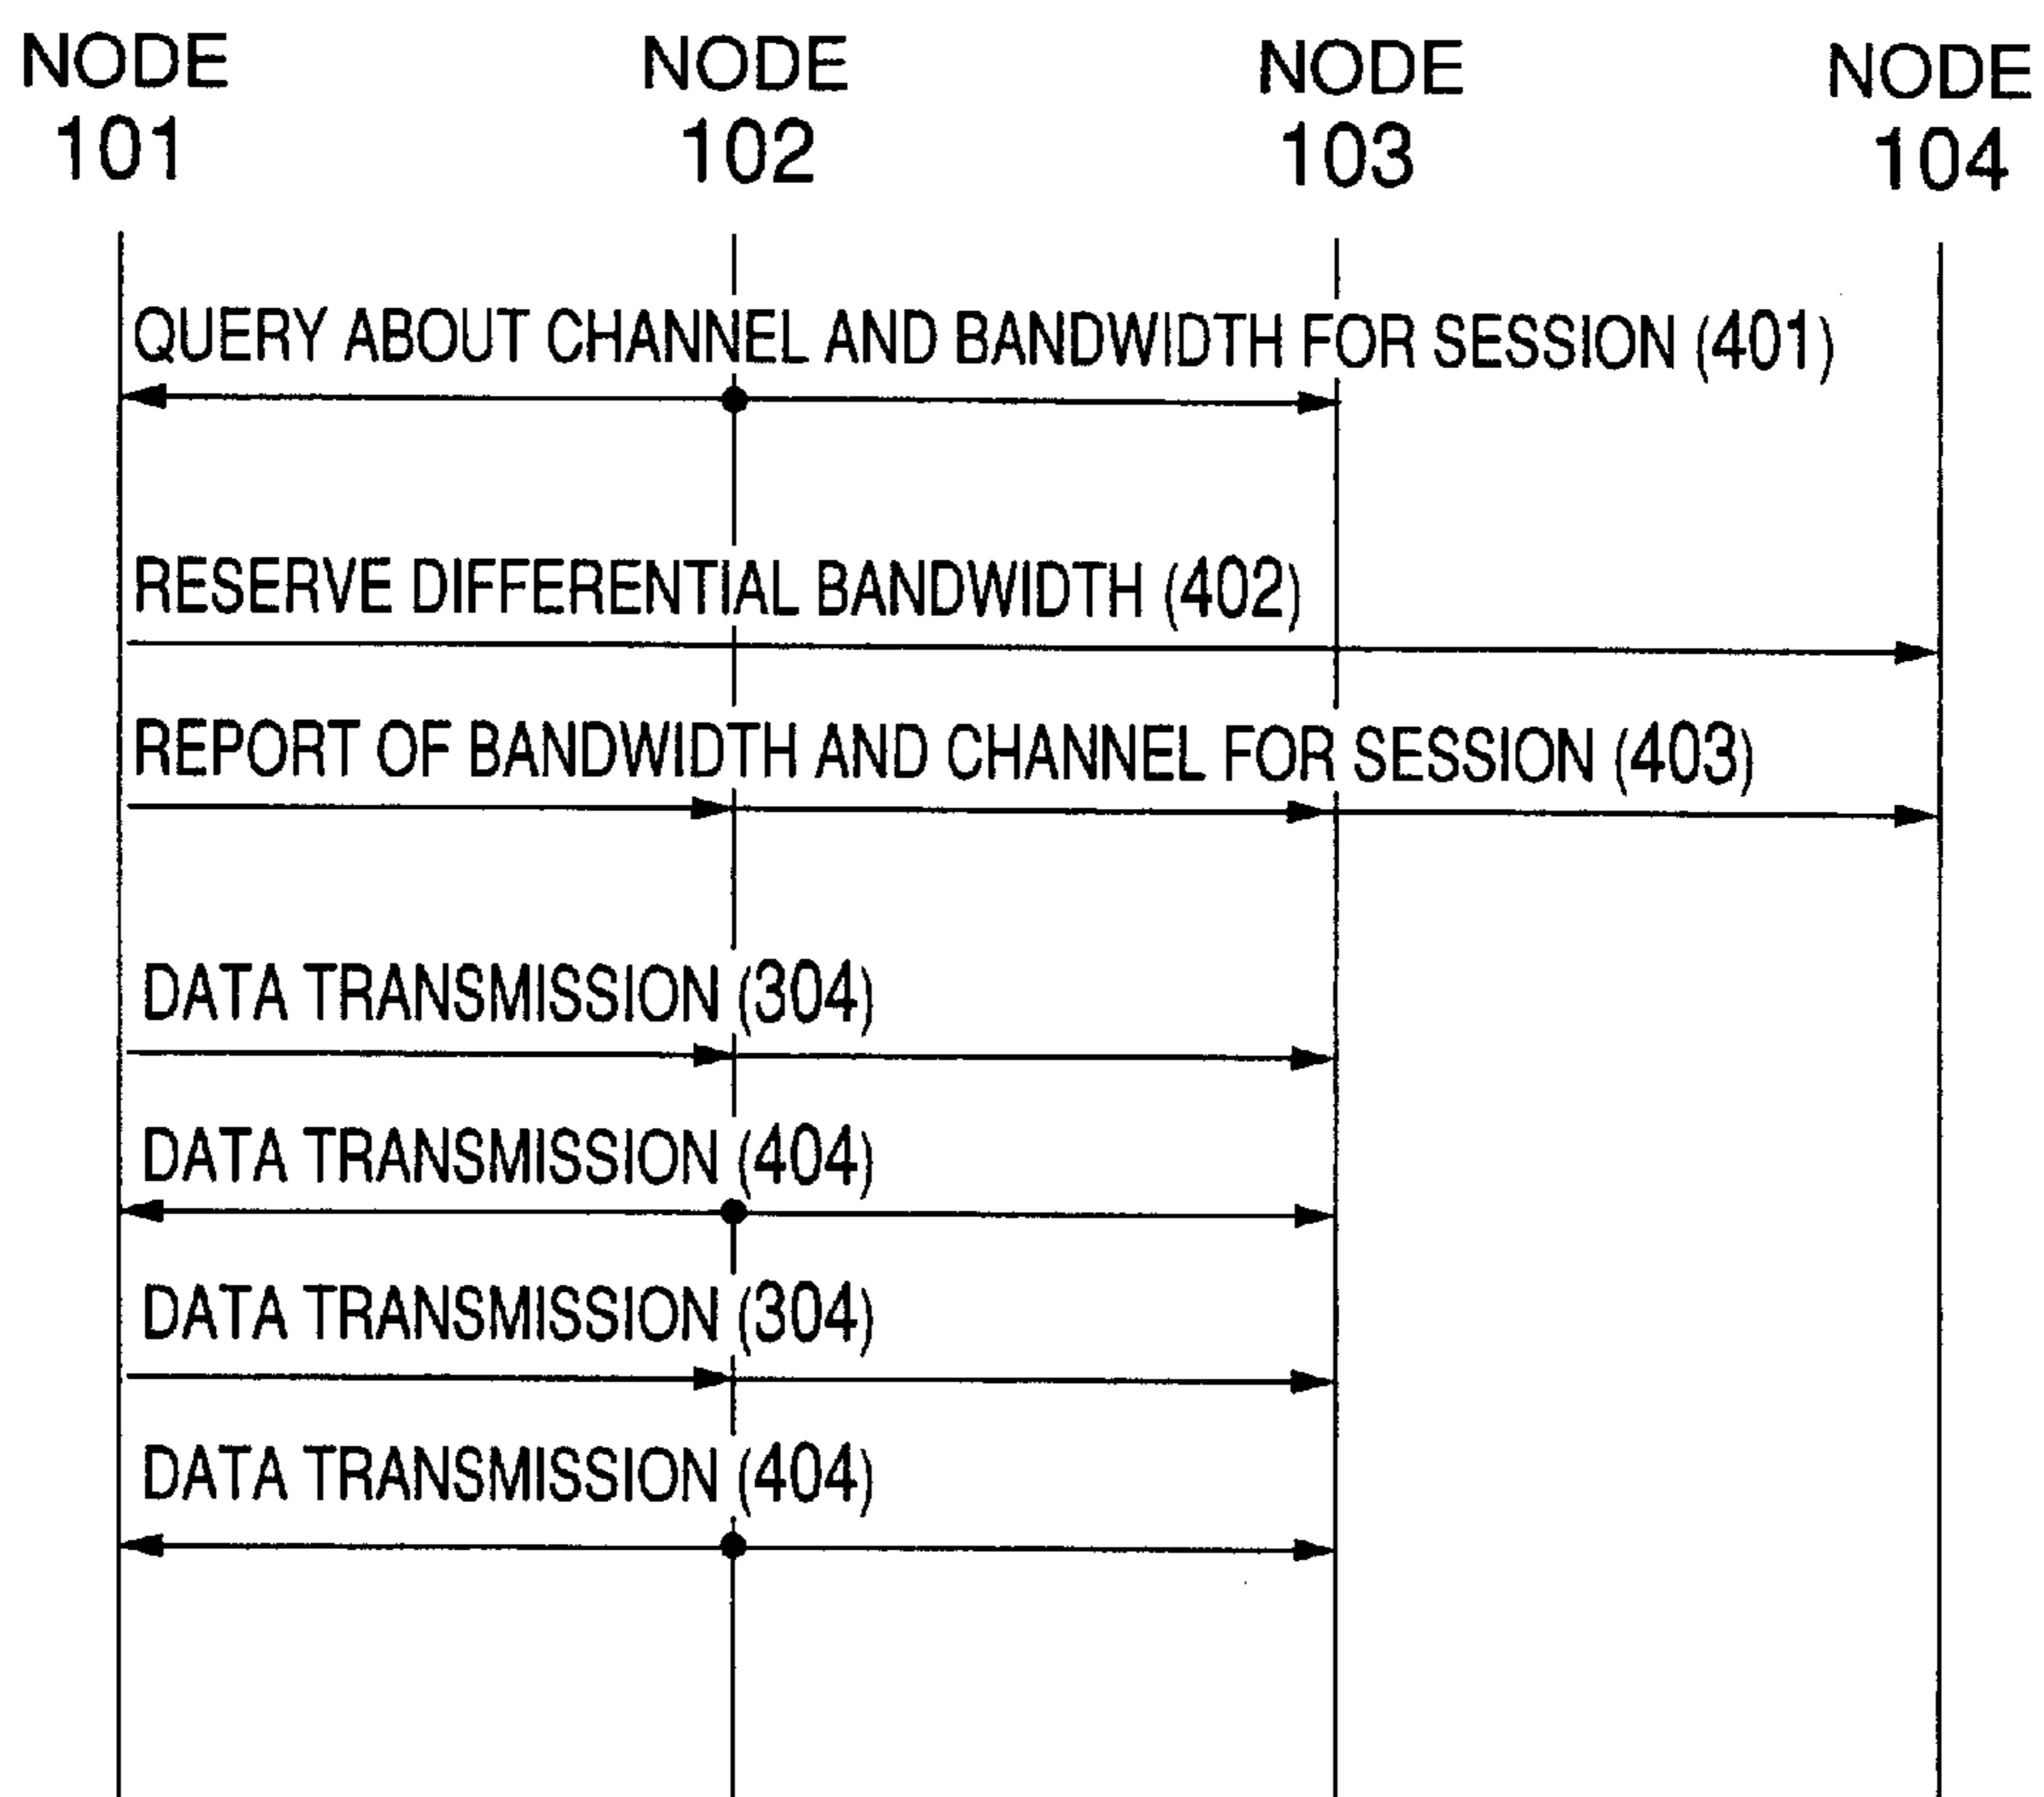 NODE 101
NODE 102
NODE 103
NODE 104
QUERY ABOUT CHANNEL AND BANDWIDTH FOR SESSION (401)
RESERVE DIFFERENTIAL BANDWIDTH (402)
REPORT OF BANDWIDTH AND CHANNEL FOR SESSION (403)
DATA TRANSMISSION (304)
DATA TRANSMISSION (404)
DATA TRANSMISSION (304)
DATA TRANSMISSION (404)